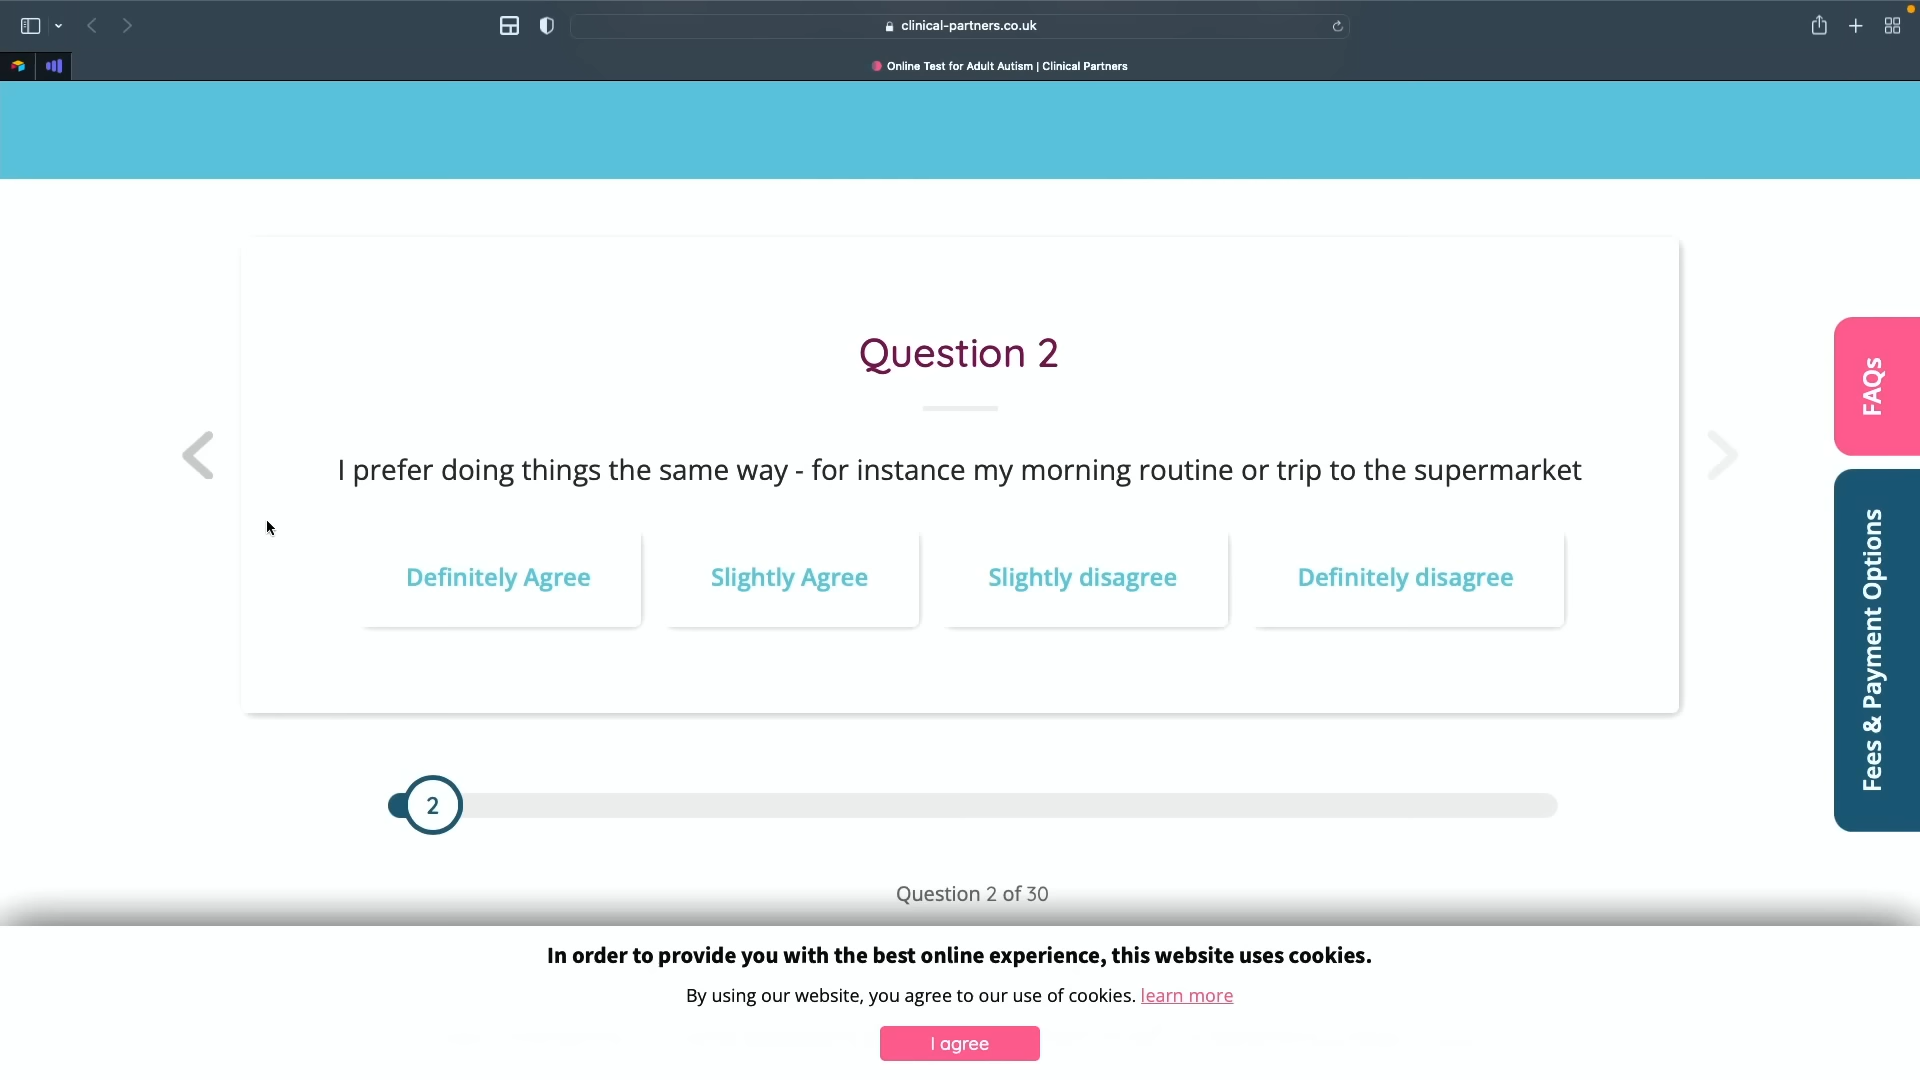 clinical-partners.co.uk
Online Test for Adult Autism | Clinical Partners
Question 2
I prefer doing things the same way - for instance my morning routine or trip to the supermarket
Definitely Agree
Slightly Agree
Slightly disagree
Definitely disagree
FAQs
Fees & Payment Options
2
Question 2 of 30
In order to provide you with the best online experience, this website uses cookies.
By using our website, you agree to our use of cookies. learn more
I agree